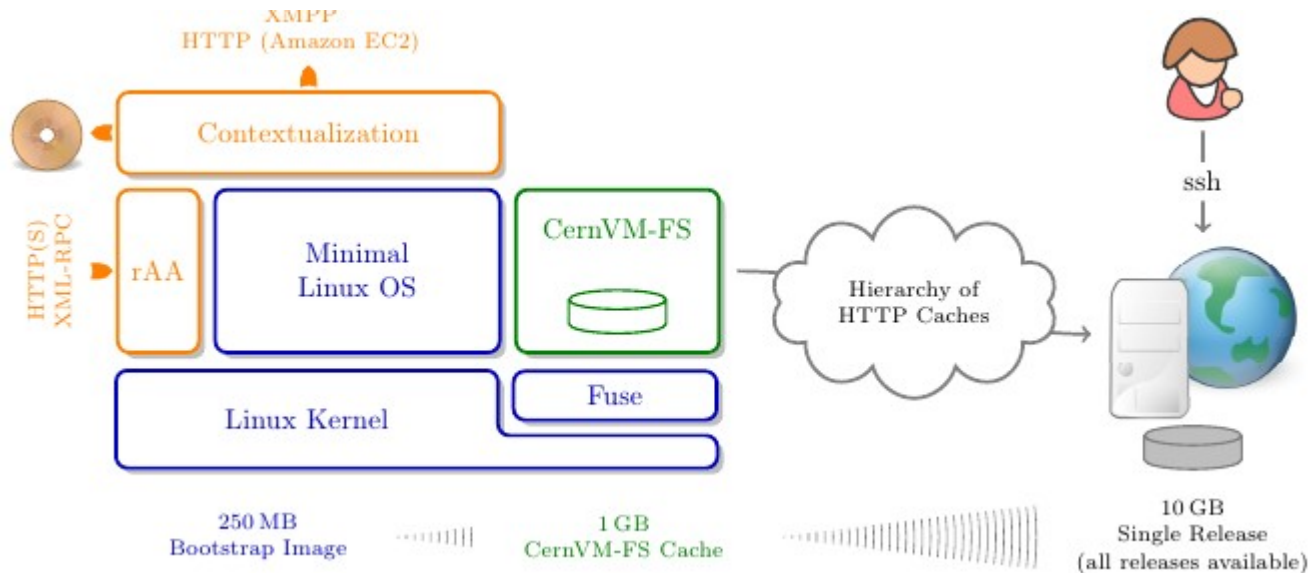 XMPP
HTTP (Amazon EC2)
Contextualization
HTTP(S)
XML-RPC
rAA
Minimal
Linux OS
CernVM-FS
Linux Kernel
Fuse
Hierarchy of
HTTP Caches
ssh
250 MB
Bootstrap Image
1 GB
CernVM-FS Cache
10 GB
Single Release
(all releases available)